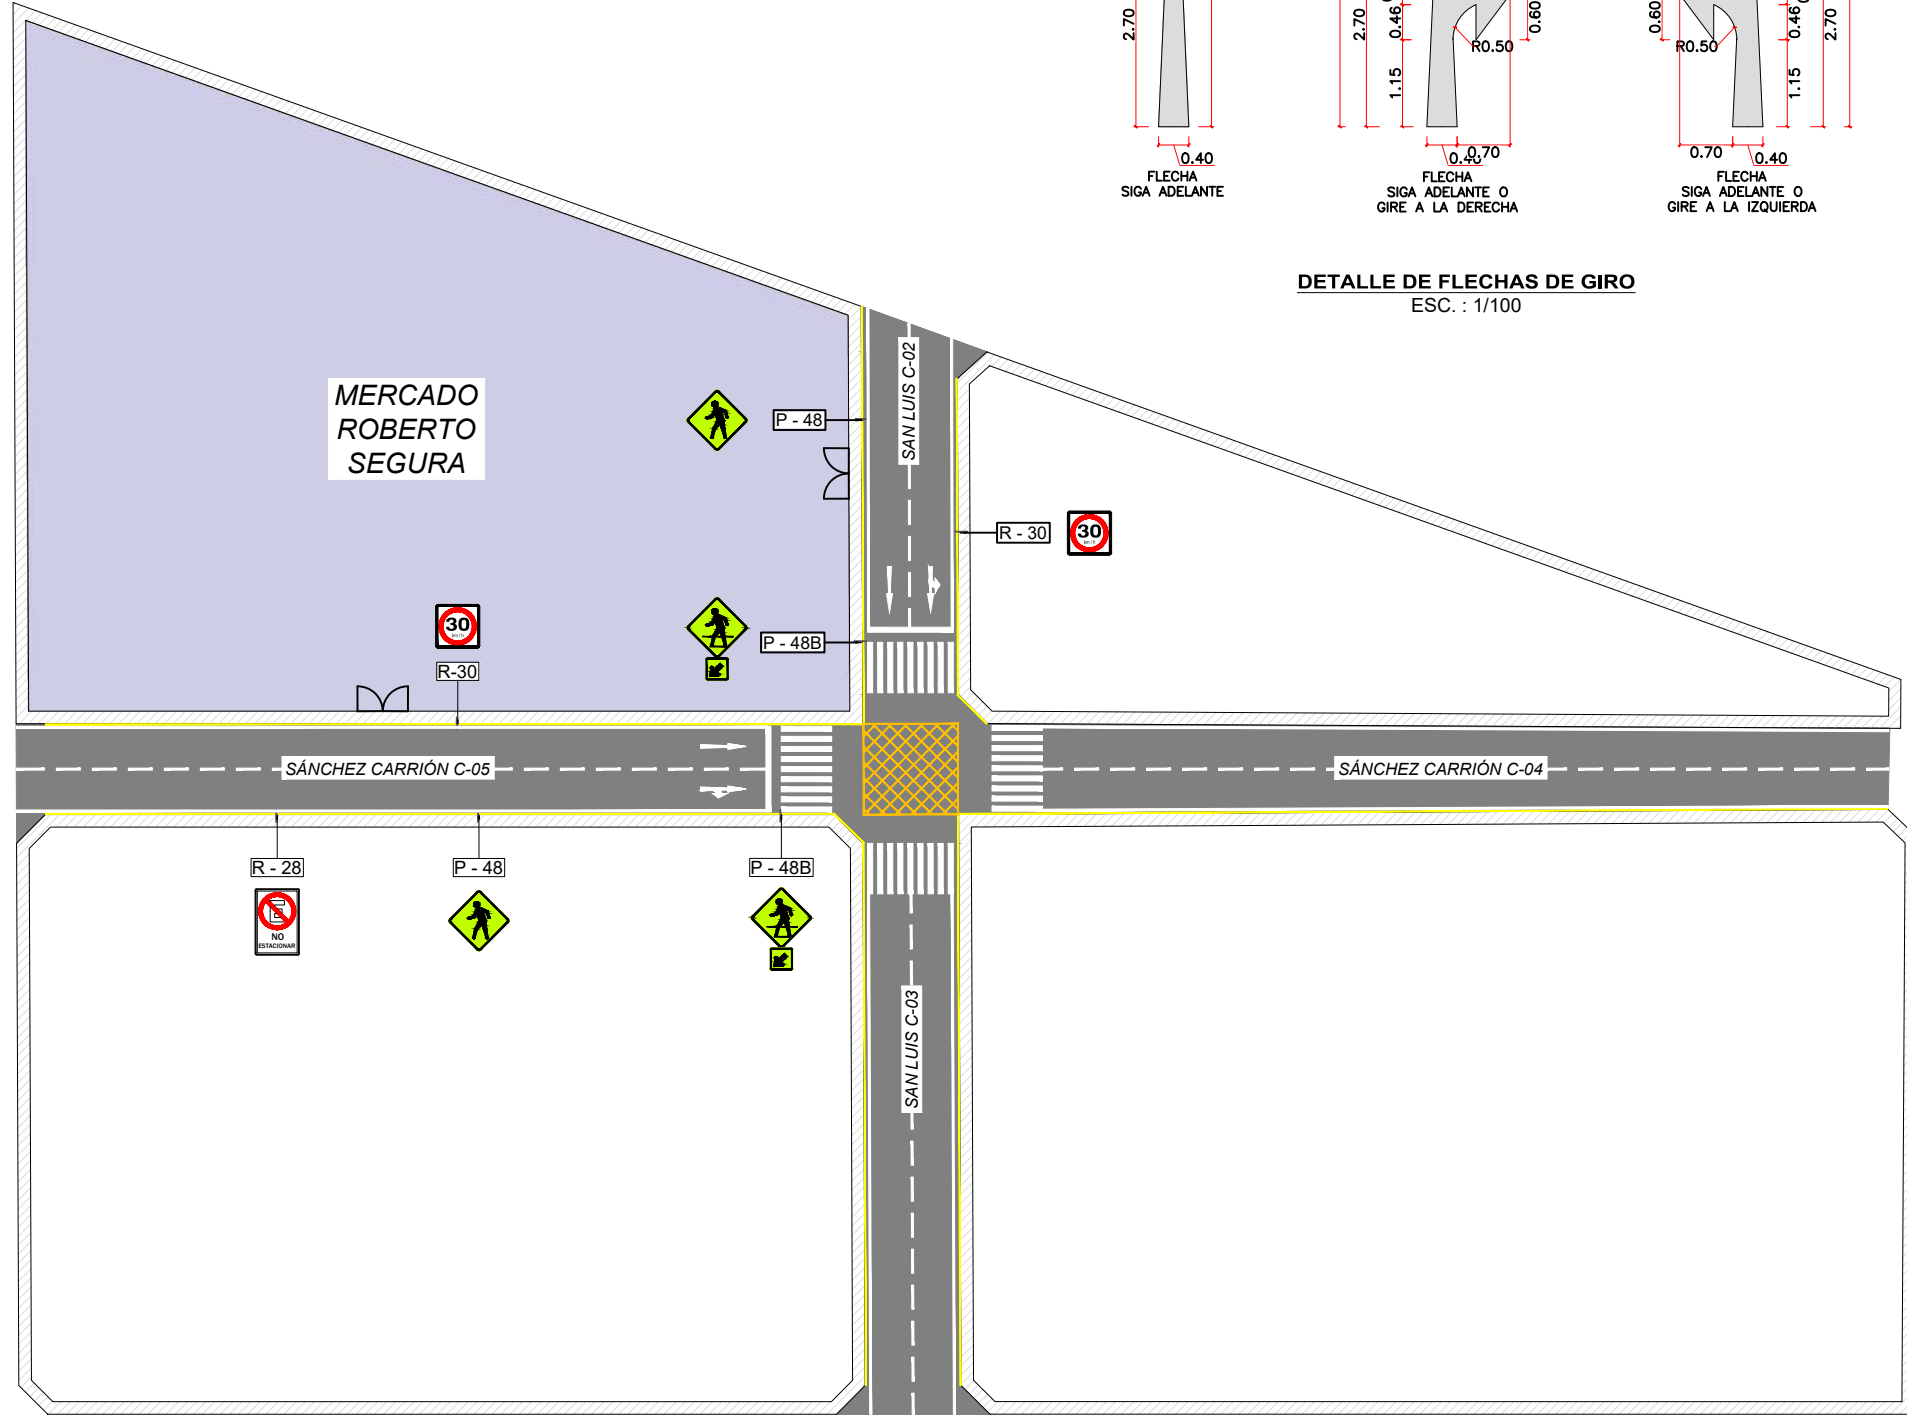 2.70
0.40
FLECHA
SIGA ADELANTE
2.70
0.46
1.15
R0.50
0.60
0.40
0.70
FLECHA
SIGA ADELANTE O
GIRE A LA DERECHA
0.60
R0.50
0.46
2.70
1.15
0.70
0.40
FLECHA
SIGA ADELANTE O
GIRE A LA IZQUIERDA
DETALLE DE FLECHAS DE GIRO
ESC. : 1/100
MERCADO
ROBERTO
SEGURA
P - 48
SAN LUIS C-02
R - 30
30
km/h
30
km/h
R-30
P - 48B
SÁNCHEZ CARRIÓN C-05
SÁNCHEZ CARRIÓN C-04
R - 28
P - 48
P - 48B
E
NO
ESTACIONAR
SAN LUIS C-03